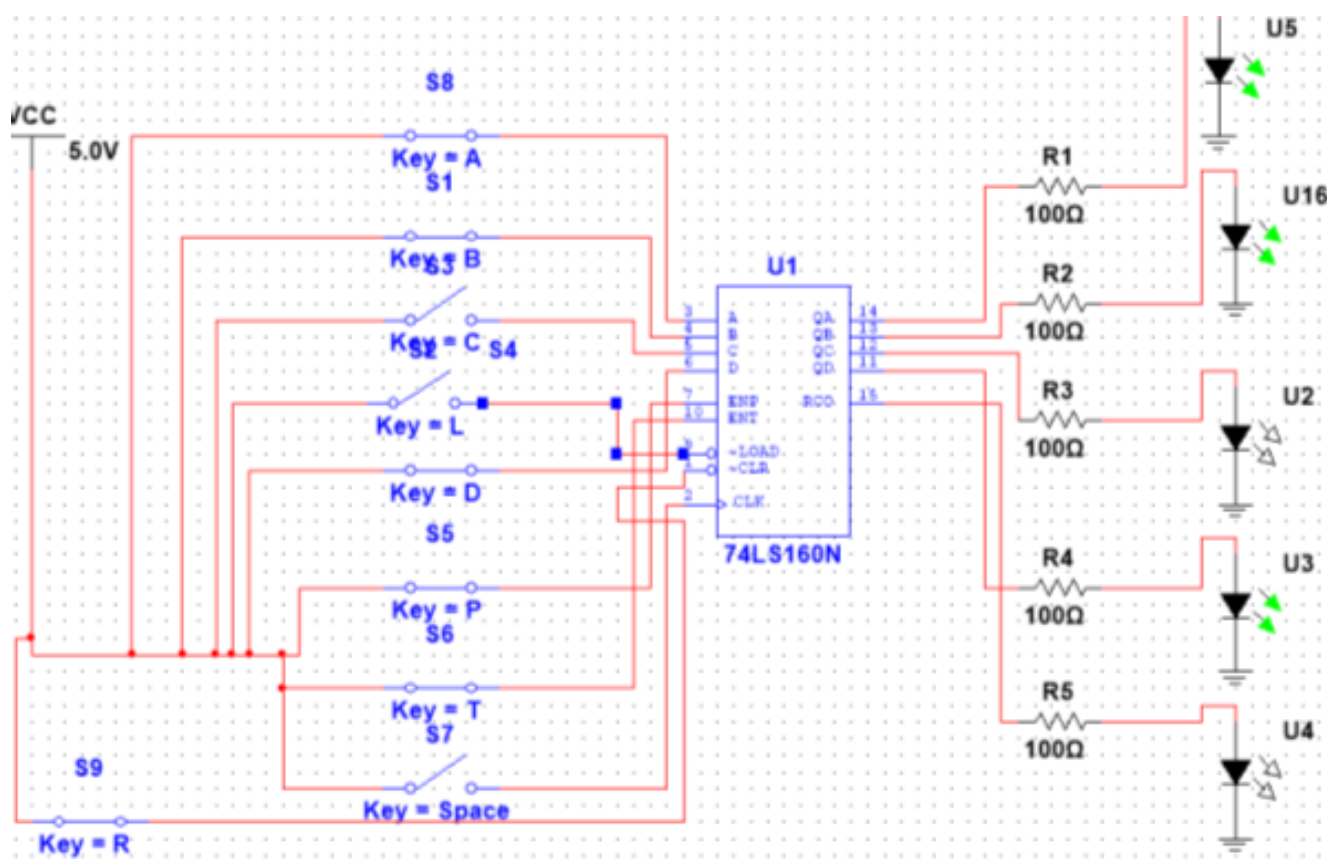 VCC
5.0V
S8
Key = A
S1
Key = B
S3
Key = C
S2
S4
Key = L
Key = D
S5
Key = P
S6
Key = T
S7
Key = Space
S9
Key = R
U1
3
A
QA
14
4
B
QB
13
5
C
QC
12
6
D
QD
11
7
ENP
RCO
15
10
ENT
~LOAD
1
~CLR
2
CLK
74LS160N
R1
100Ω
R2
100Ω
R3
100Ω
R4
100Ω
R5
100Ω
U5
U16
U2
U3
U4